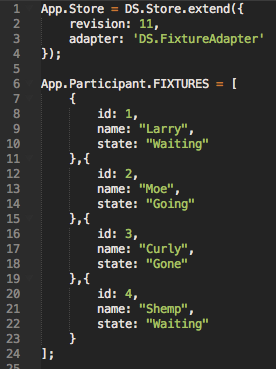 1 App.Store = DS.Store.extend({
2     revision: 11,
3     adapter: 'DS.FixtureAdapter'
4 });
5
6 App.Participant.FIXTURES = [
7     {
8         id: 1,
9         name: "Larry",
10         state: "Waiting"
11     },{
12         id: 2,
13         name: "Moe",
14         state: "Going"
15     },{
16         id: 3,
17         name: "Curly",
18         state: "Gone"
19     },{
20         id: 4,
21         name: "Shemp",
22         state: "Waiting"
23     }
24 ];
25